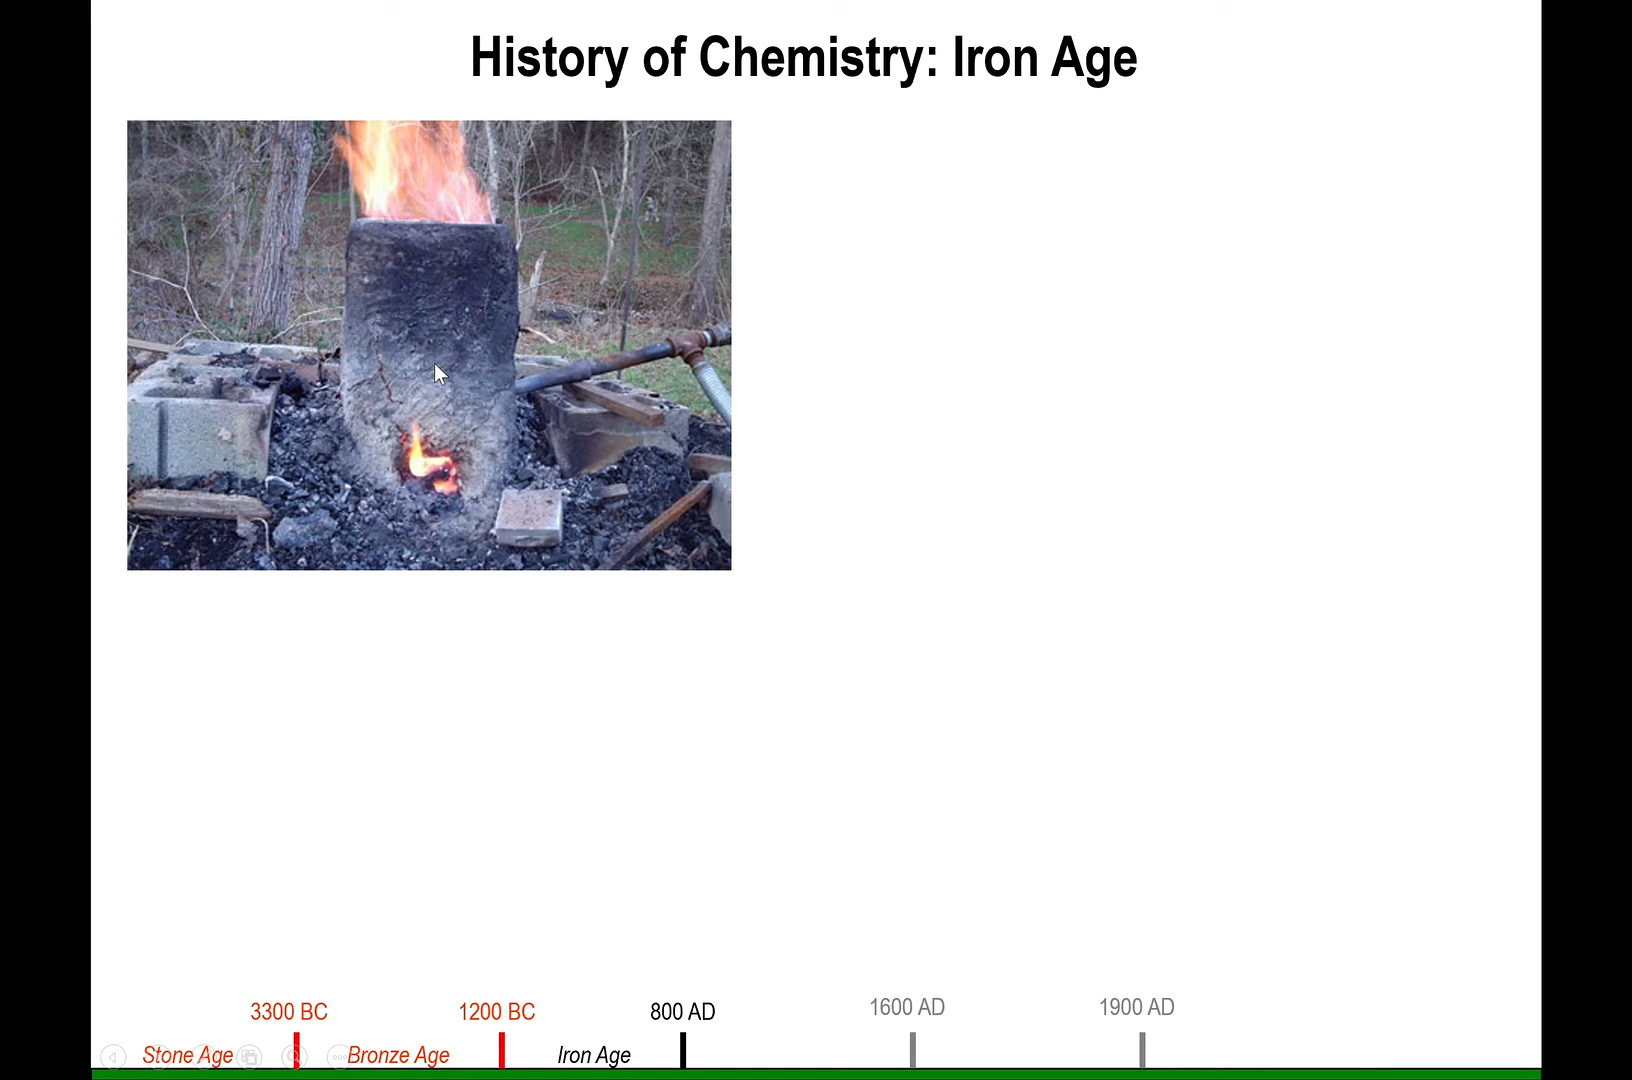 History of Chemistry: Iron Age
3300 BC
1200 BC
800 AD
1600 AD
1900 AD
Stone Age
Bronze Age
Iron Age